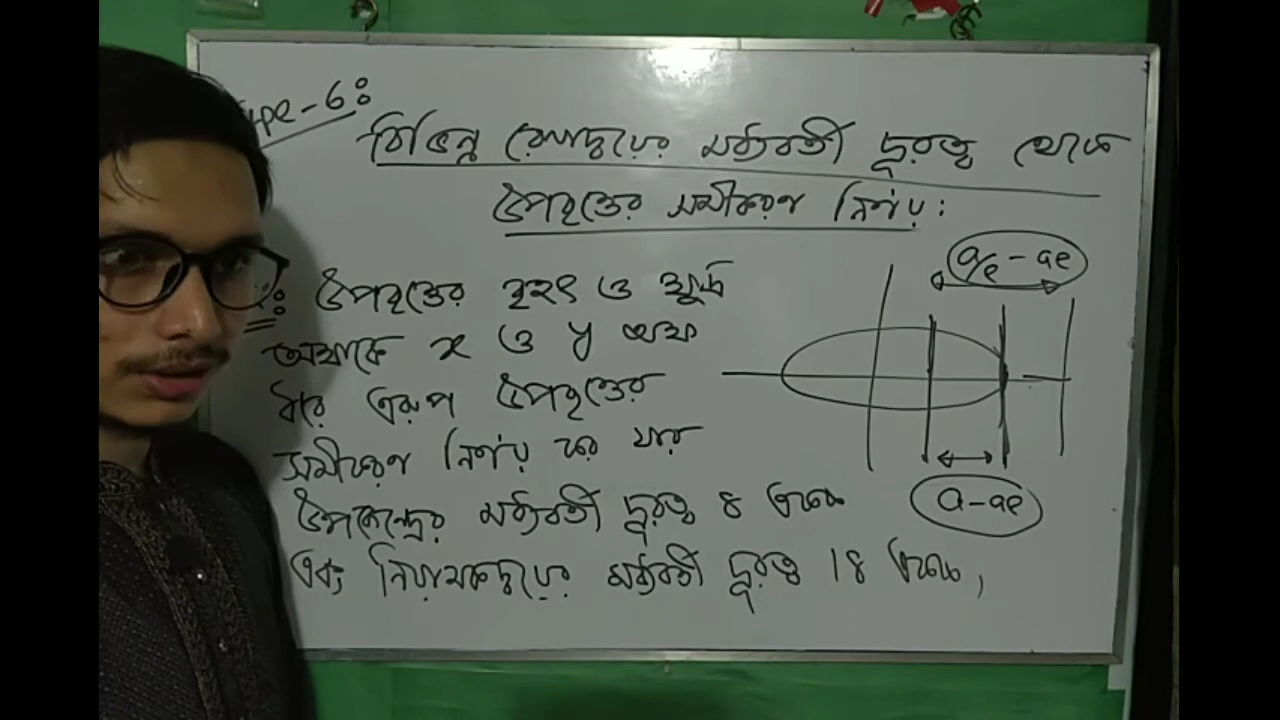 Type-6ঃ
বিভিন্ন রেখাদ্বয়ের মধ্যবর্তী দূরত্ব থেকে
উপবৃত্তের সমীকরণ নির্ণয়:
ঃ উপবৃত্তের বৃহৎ ও ক্ষুদ্র
অক্ষকে x ও y অক্ষ
ধরে এরূপ উপবৃত্তের
সমীকরণ নির্ণয় কর যার
উপকেন্দ্রের মধ্যবর্তী দূরত্ব 8 একক
এবং নিয়ামকদ্বয়ের মধ্যবর্তী দূরত্ব 18 একক,
a/e - ae
a - ae